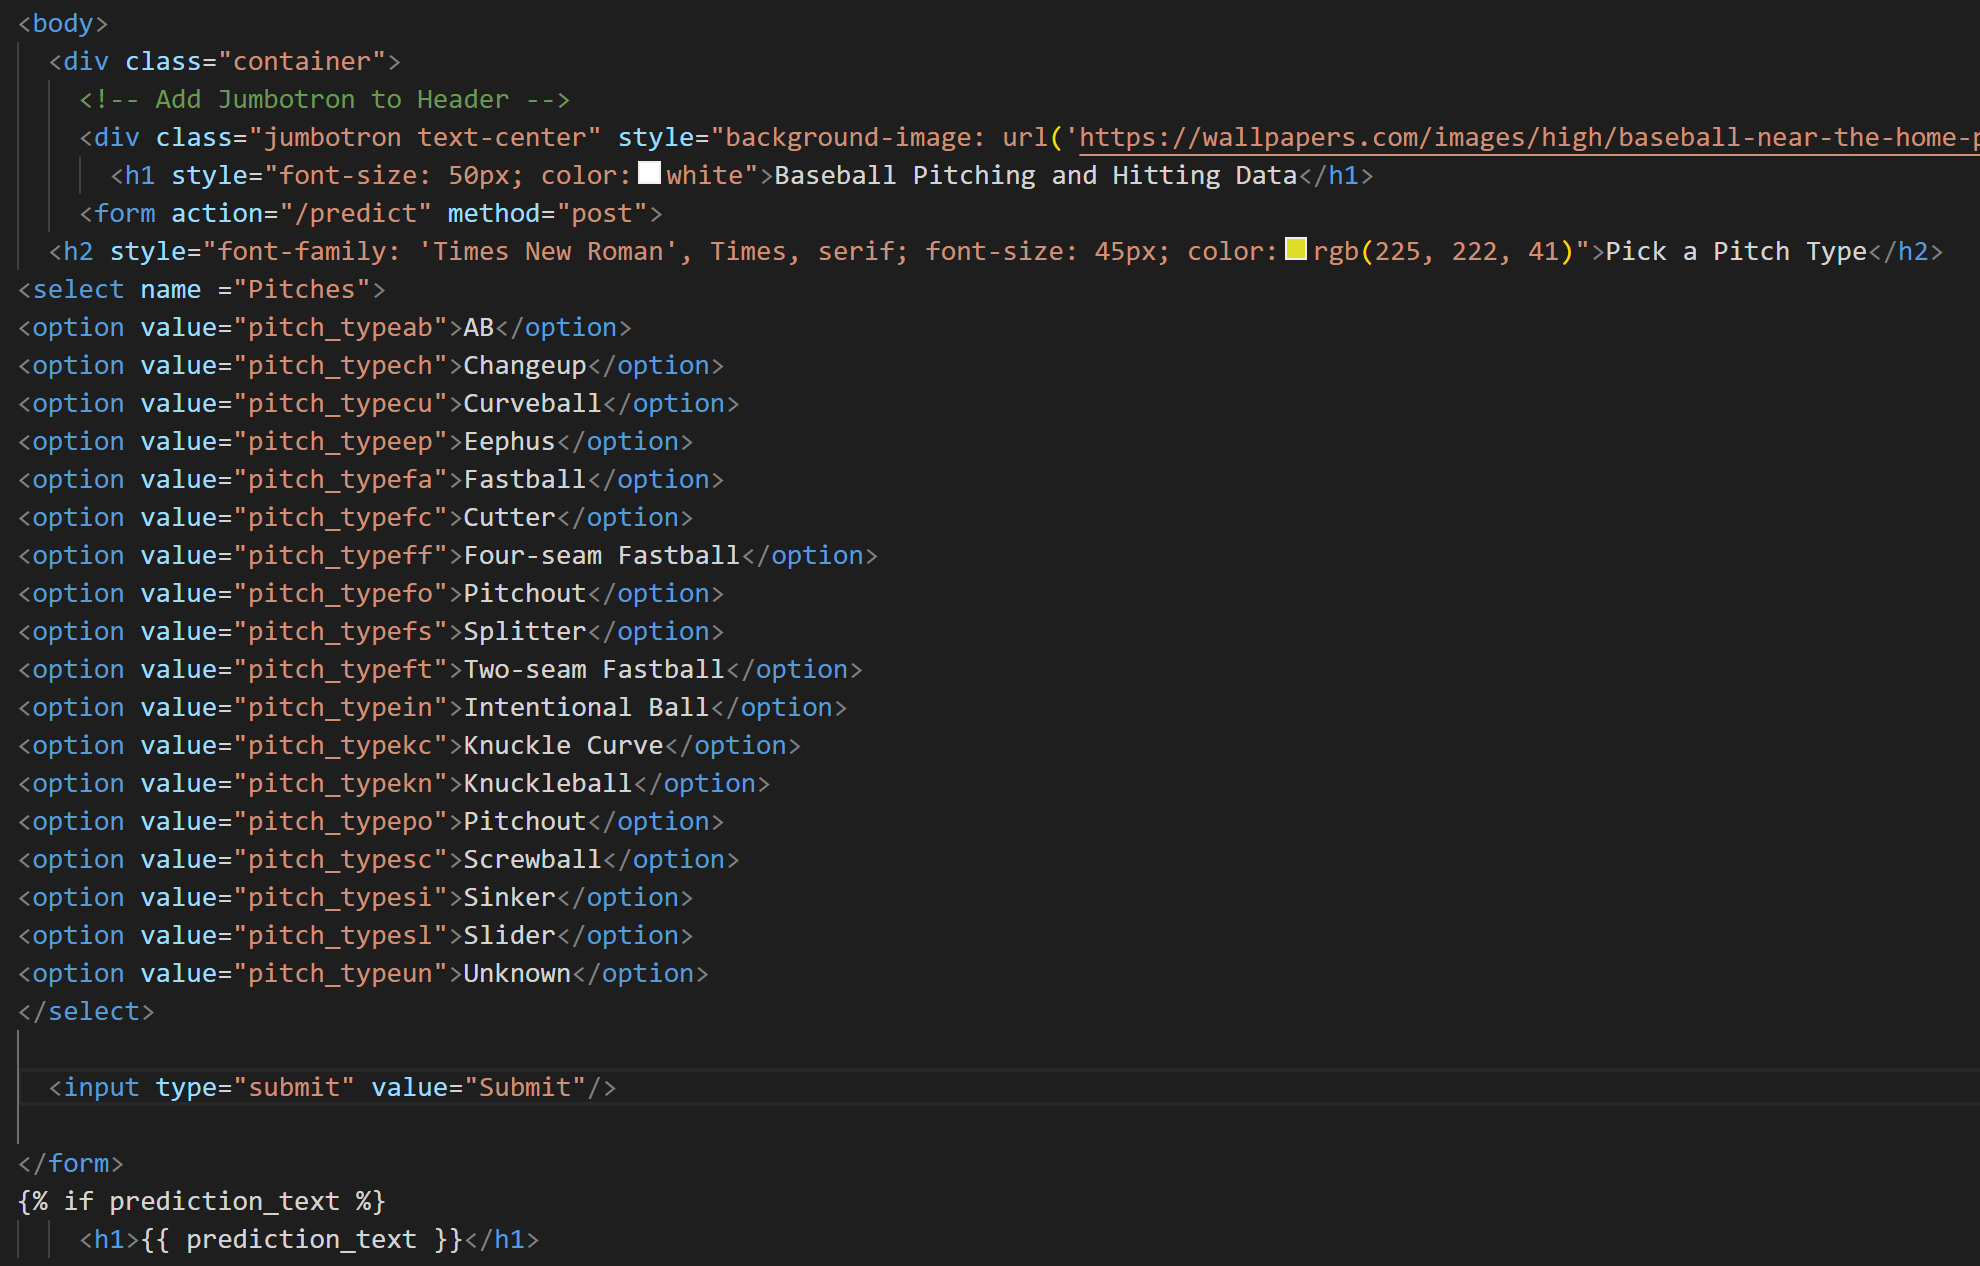 <body>
<div class="container">
<!-- Add Jumbotron to Header -->
<div class="jumbotron text-center" style="background-image: url('https://wallpapers.com/images/high/baseball-near-the-home-p
<h1 style="font-size: 50px; color:white">Baseball Pitching and Hitting Data</h1>
<form action="/predict" method="post">
<h2 style="font-family: 'Times New Roman', Times, serif; font-size: 45px; color:rgb(225, 222, 41)">Pick a Pitch Type</h2>
<select name ="Pitches">
<option value="pitch_typeab">AB</option>
<option value="pitch_typech">Changeup</option>
<option value="pitch_typecu">Curveball</option>
<option value="pitch_typeep">Eephus</option>
<option value="pitch_typefa">Fastball</option>
<option value="pitch_typefc">Cutter</option>
<option value="pitch_typeff">Four-seam Fastball</option>
<option value="pitch_typefo">Pitchout</option>
<option value="pitch_typefs">Splitter</option>
<option value="pitch_typeft">Two-seam Fastball</option>
<option value="pitch_typein">Intentional Ball</option>
<option value="pitch_typekc">Knuckle Curve</option>
<option value="pitch_typekn">Knuckleball</option>
<option value="pitch_typepo">Pitchout</option>
<option value="pitch_typesc">Screwball</option>
<option value="pitch_typesi">Sinker</option>
<option value="pitch_typesl">Slider</option>
<option value="pitch_typeun">Unknown</option>
</select>
<input type="submit" value="Submit"/>
</form>
{% if prediction_text %}
<h1>{{ prediction_text }}</h1>